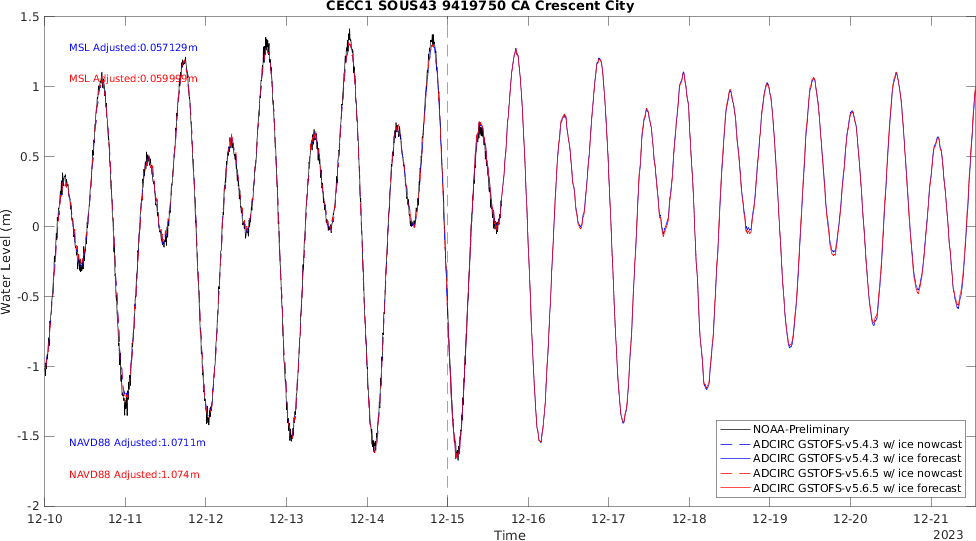 CECC1 SOUS43 9419750 CA Crescent City
1.5
1
0.5
0
-0.5
-1
-1.5
-2
Water Level (m)
MSL Adjusted:0.057129m
MSL Adjusted:0.059999m
NAVD88 Adjusted:1.0711m
NAVD88 Adjusted:1.074m
NOAA-Preliminary
ADCIRC GSTOFS-v5.4.3 w/ ice nowcast
ADCIRC GSTOFS-v5.4.3 w/ ice forecast
ADCIRC GSTOFS-v5.6.5 w/ ice nowcast
ADCIRC GSTOFS-v5.6.5 w/ ice forecast
12-10 12-11 12-12 12-13 12-14 12-15 12-16 12-17 12-18 12-19 12-20 12-21
Time
2023